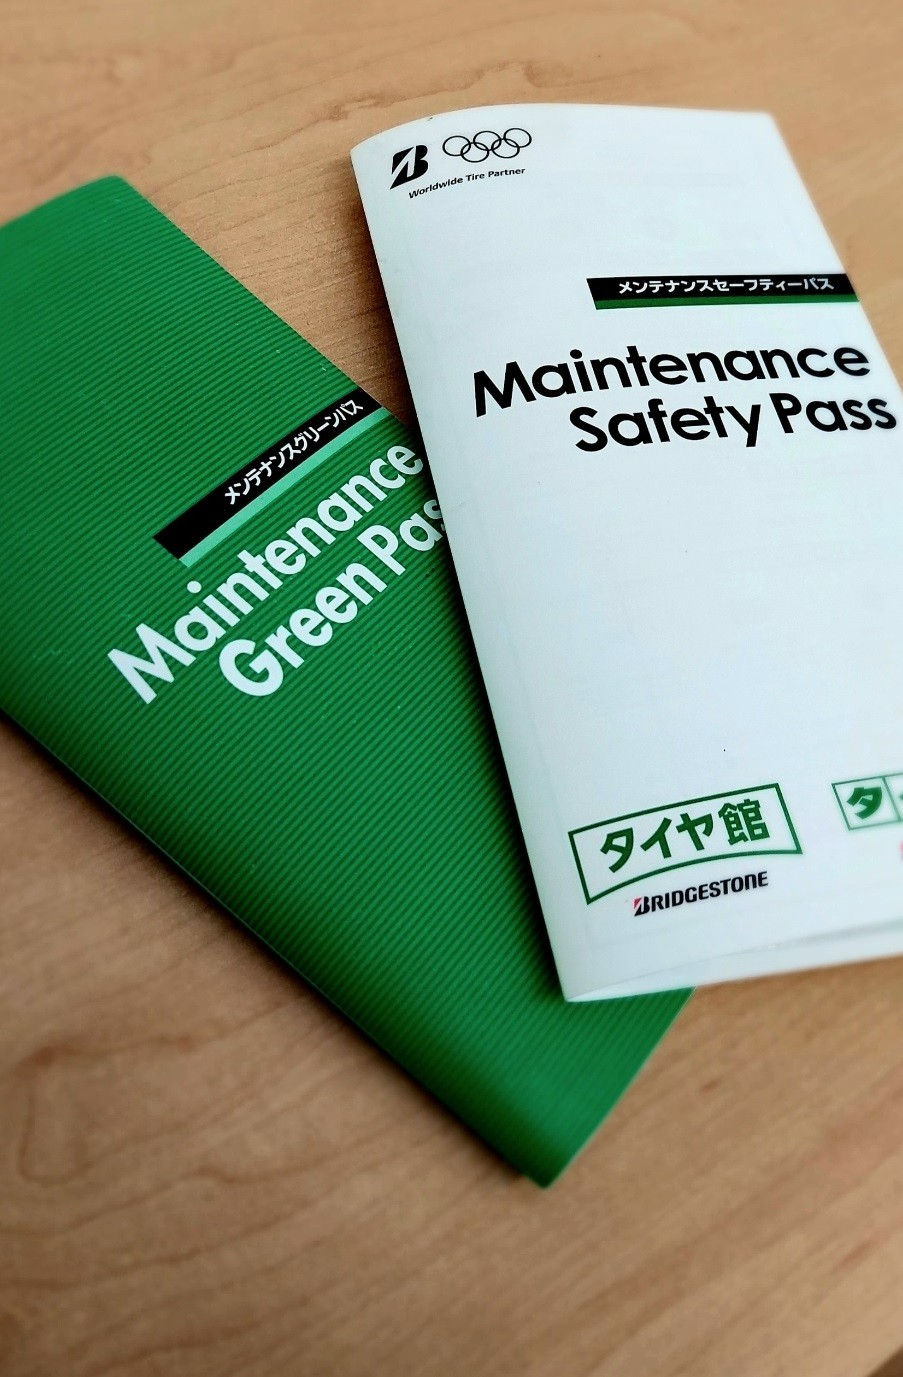 Worldwide Tire Partner
メンテナンスセーフティーパス
Maintenance
Safety Pass
タイヤ館
BRIDGESTONE
タ
メンテナンスグリーンパス
Maintenance
Green Pas